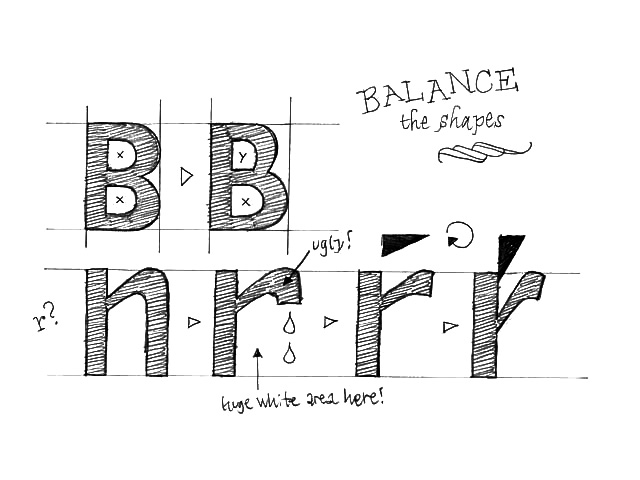 BALANCE
the shapes
B B
x y
x x
ugly!
r? n r r r
huge white area here!